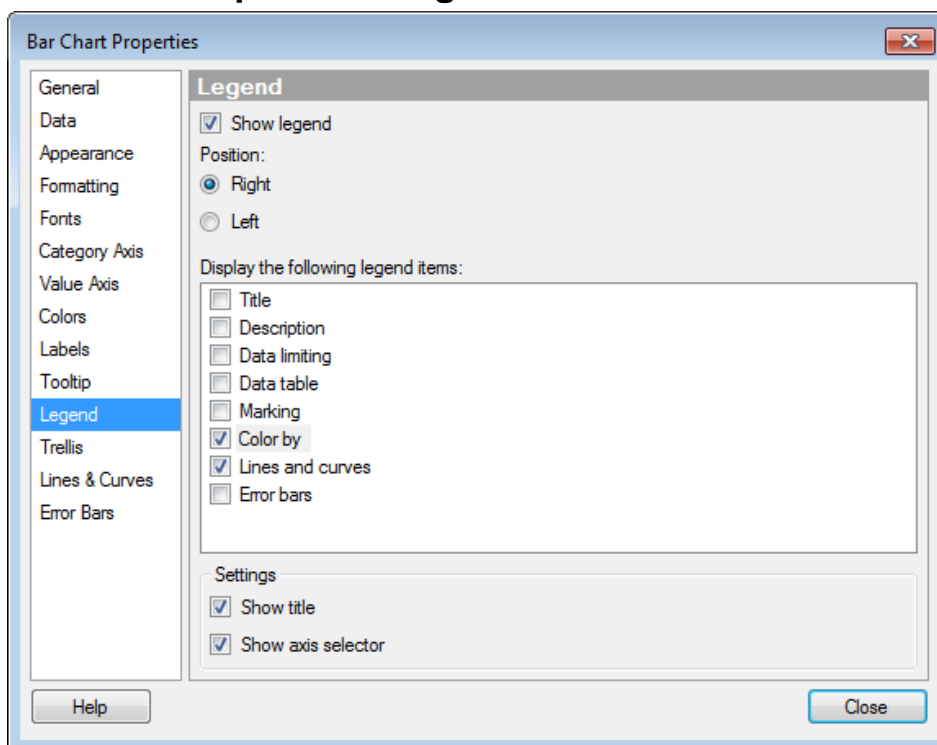 Bar Chart Properties
General
Data
Appearance
Formatting
Fonts
Category Axis
Value Axis
Colors
Labels
Tooltip
Legend
Trellis
Lines & Curves
Error Bars
Legend
Show legend
Position:
Right
Left
Display the following legend items:
Title
Description
Data limiting
Data table
Marking
Color by
Lines and curves
Error bars
Settings
Show title
Show axis selector
Help
Close